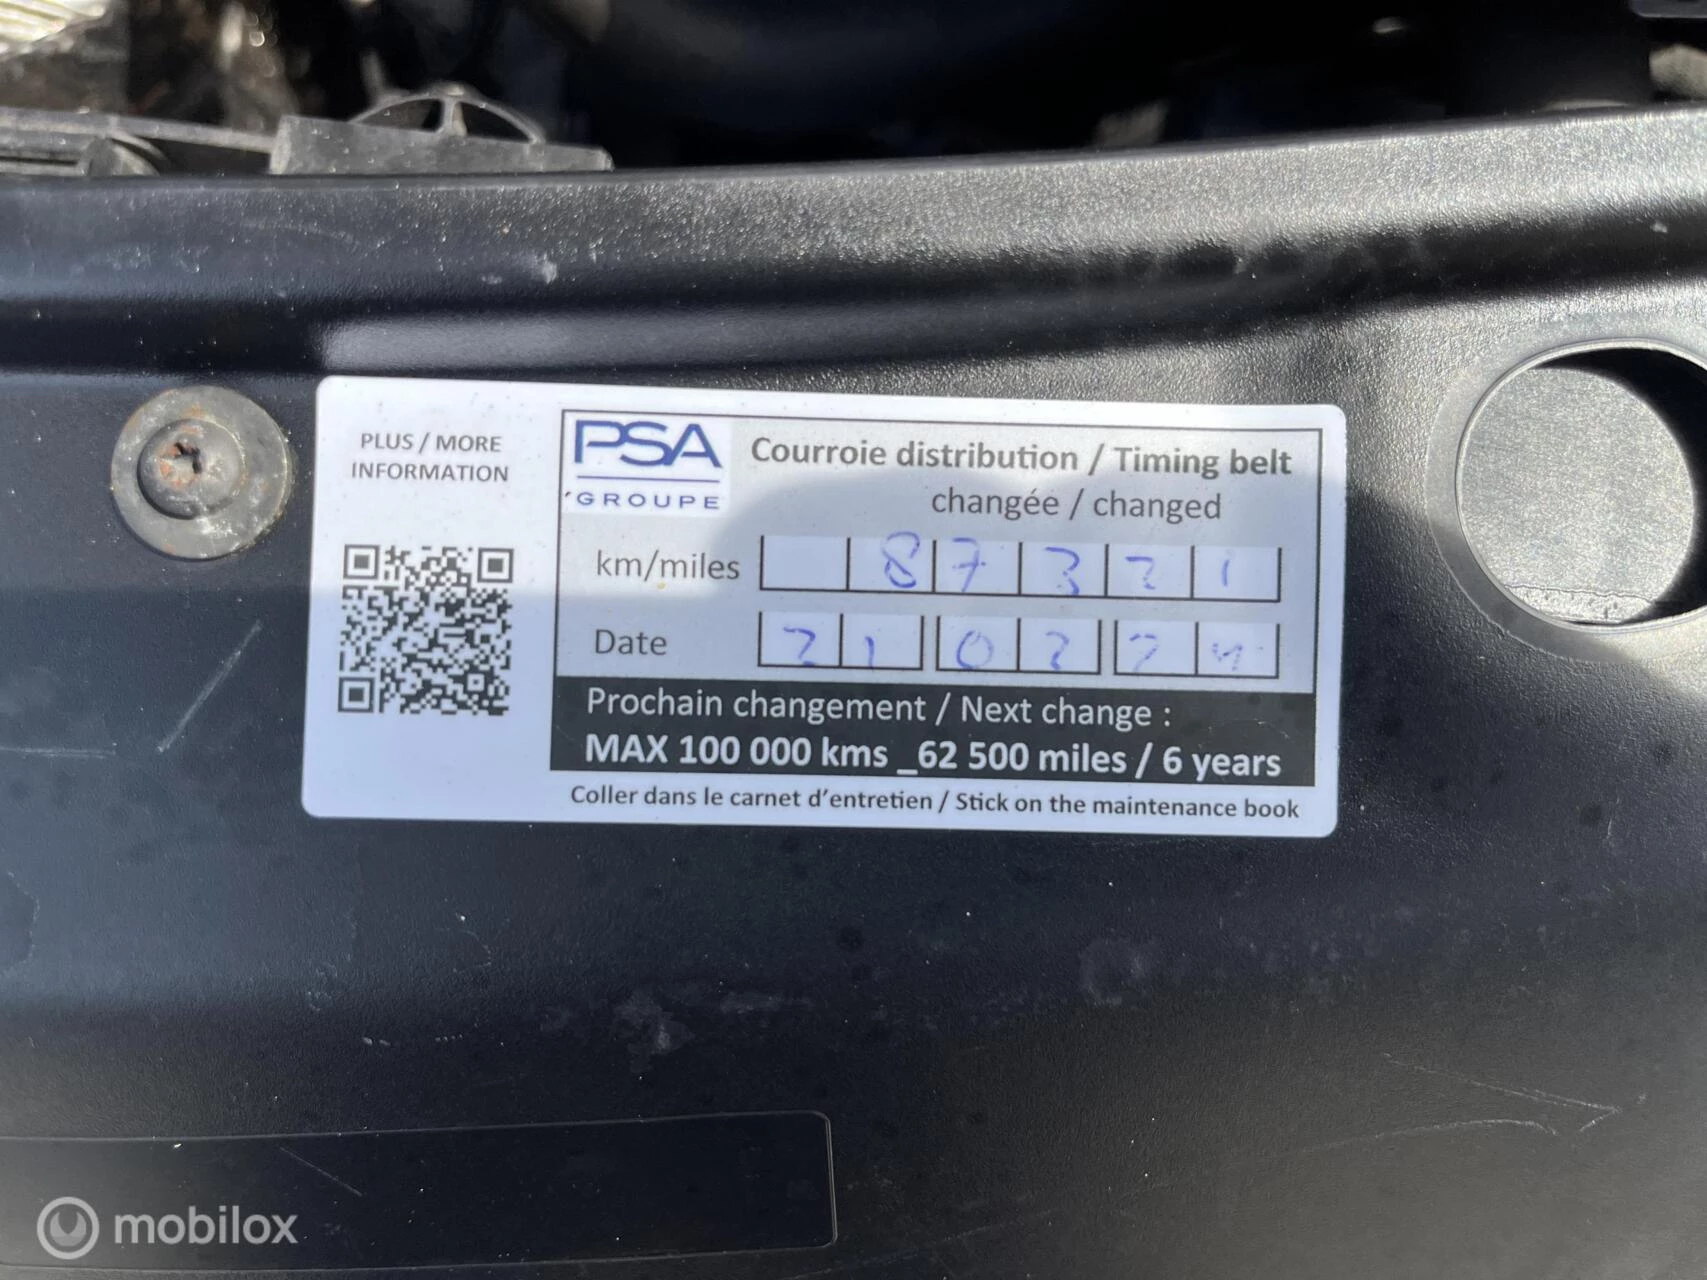 PLUS / MORE
INFORMATION
PSA
GROUPE
Courroie distribution / Timing belt
changée / changed
km/miles 87321
Date 21 02 24
Prochain changement / Next change :
MAX 100 000 kms _62 500 miles / 6 years
Coller dans le carnet d'entretien / Stick on the maintenance book
mobilox